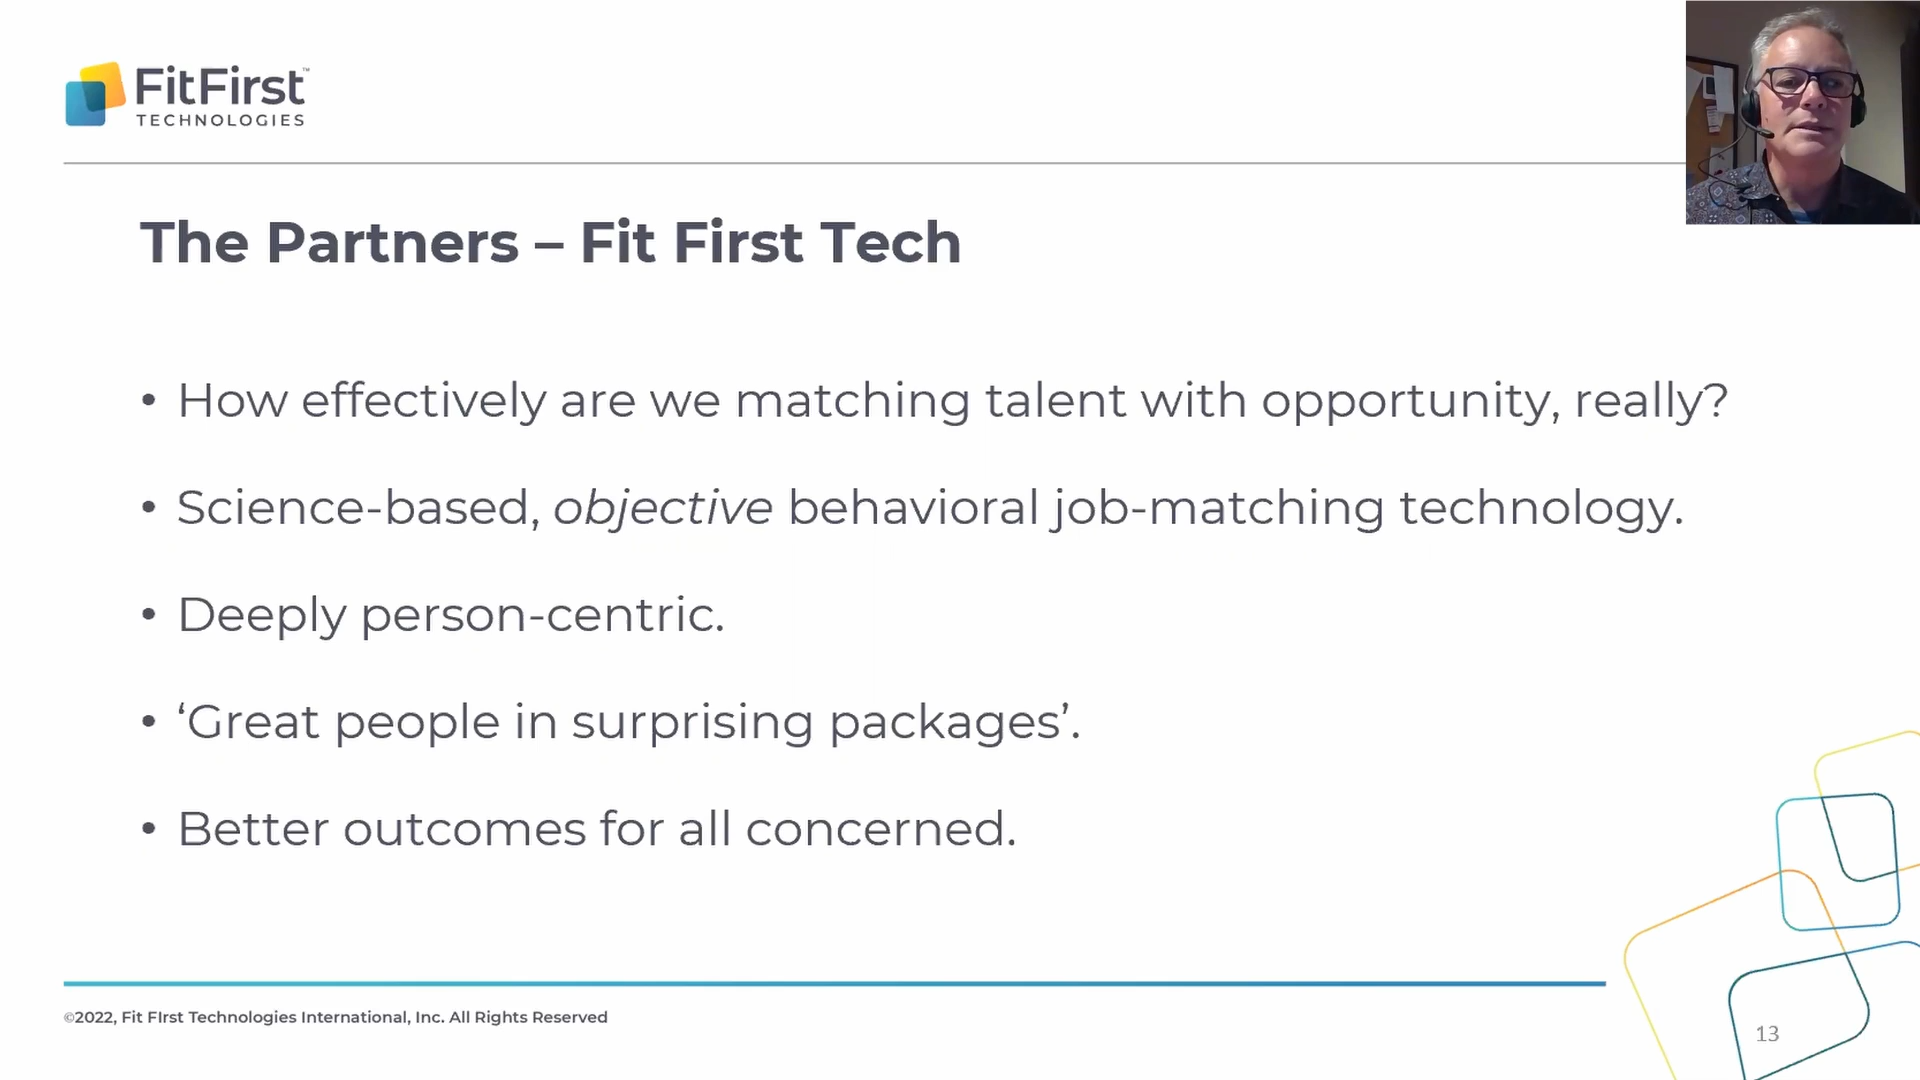 FitFirst™
TECHNOLOGIES
The Partners – Fit First Tech
• How effectively are we matching talent with opportunity, really?
• Science-based, objective behavioral job-matching technology.
• Deeply person-centric.
• ‘Great people in surprising packages’.
• Better outcomes for all concerned.
©2022, Fit FIrst Technologies International, Inc. All Rights Reserved
13